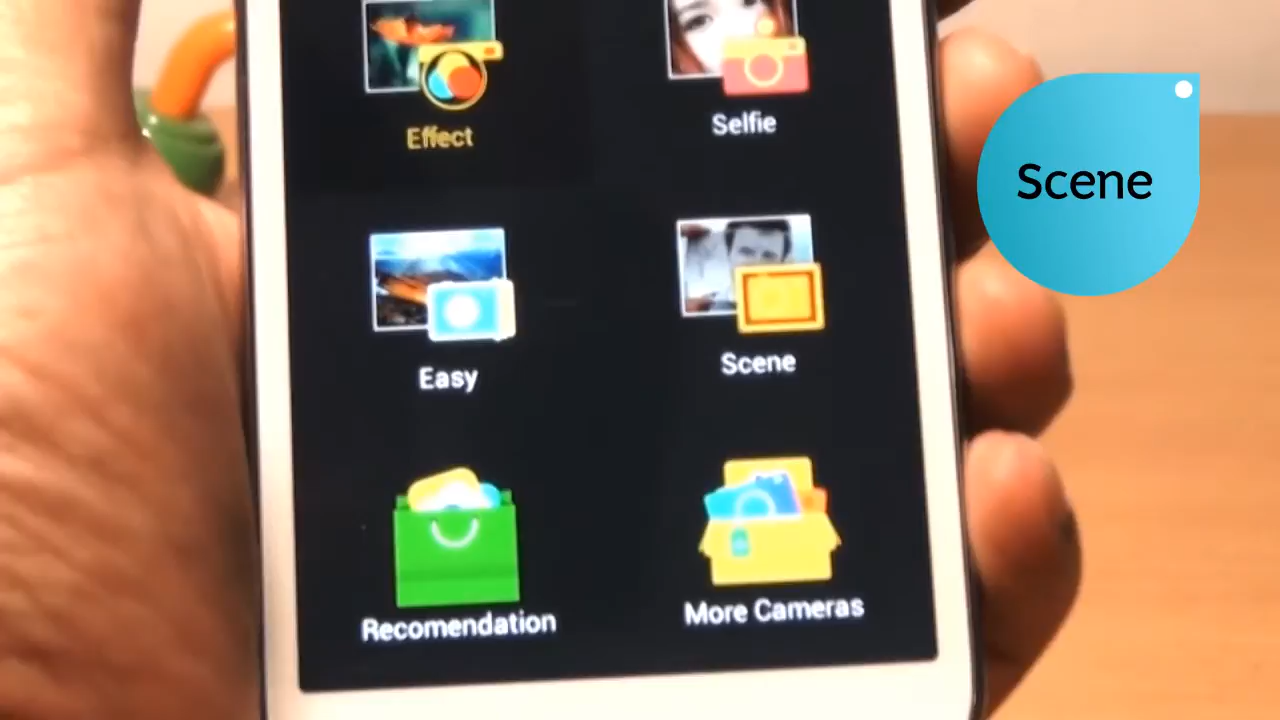 Effect
Selfie
Scene
Easy
Scene
Recomendation
More Cameras